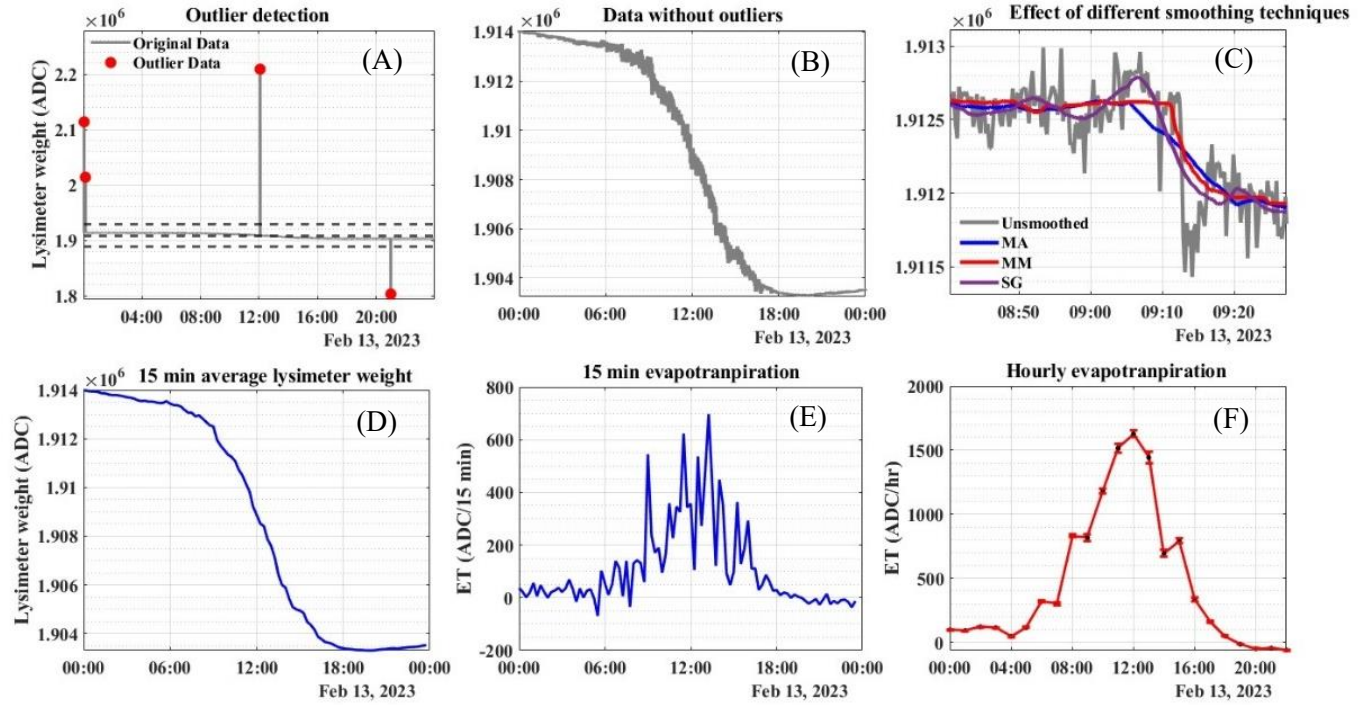 Outlier detection
×10⁶
Original Data
Outlier Data
(A)
Lysimeter weight (ADC)
2.2
2.1
2
1.9
1.8
04:00 08:00 12:00 16:00 20:00
Feb 13, 2023
Data without outliers
×10⁶
(B)
1.914
1.912
1.91
1.908
1.906
1.904
00:00 06:00 12:00 18:00 00:00
Feb 13, 2023
Effect of different smoothing techniques
×10⁶
(C)
1.913
1.9125
1.912
1.9115
Unsmoothed
MA
MM
SG
08:50 09:00 09:10 09:20
Feb 13, 2023
15 min average lysimeter weight
×10⁶
(D)
Lysimeter weight (ADC)
1.914
1.912
1.91
1.908
1.906
1.904
00:00 06:00 12:00 18:00 00:00
Feb 13, 2023
15 min evapotranpiration
(E)
ET (ADC/15 min)
800
600
400
200
0
-200
00:00 06:00 12:00 18:00 00:00
Feb 13, 2023
Hourly evapotranpiration
(F)
ET (ADC/hr)
2000
1500
1000
500
0
00:00 04:00 08:00 12:00 16:00 20:00
Feb 13, 2023